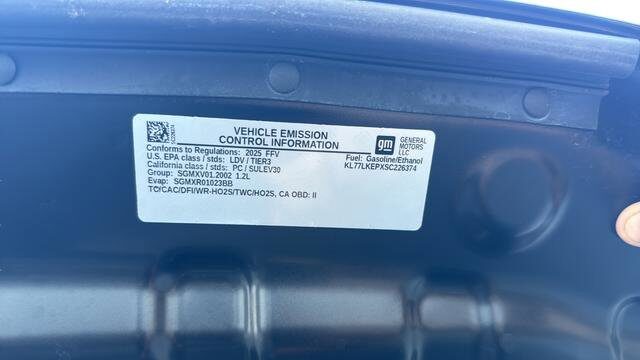 VEHICLE EMISSION
CONTROL INFORMATION
gm
GENERAL
MOTORS
LLC
Conforms to Regulations: 2025 FFV
U.S. EPA class / stds: LDV / TIER3
California class / stds: PC / SULEV30
Group: SGMXV01.2002 1.2L
Evap: SGMXR01023BB
TC/CAC/DFI/WR-HO2S/TWC/HO2S, CA OBD: II
Fuel: Gasoline/Ethanol
KL77LKEPXSC226374